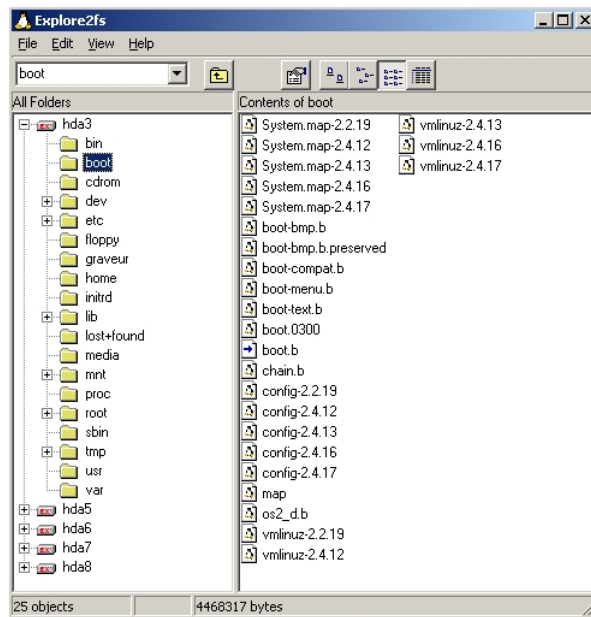 Explore2fs
File Edit View Help
boot
All Folders
hda3
bin
boot
cdrom
dev
etc
floppy
graveur
home
initrd
lib
lost+found
media
mnt
proc
root
sbin
tmp
usr
var
hda5
hda6
hda7
hda8
Contents of boot
System.map-2.2.19
System.map-2.4.12
System.map-2.4.13
System.map-2.4.16
System.map-2.4.17
boot-bmp.b
boot-bmp.b.preserved
boot-compat.b
boot-menu.b
boot-text.b
boot.0300
boot.b
chain.b
config-2.2.19
config-2.4.12
config-2.4.13
config-2.4.16
config-2.4.17
map
os2_d.b
vmlinuz-2.2.19
vmlinuz-2.4.12
vmlinuz-2.4.13
vmlinuz-2.4.16
vmlinuz-2.4.17
25 objects
4468317 bytes